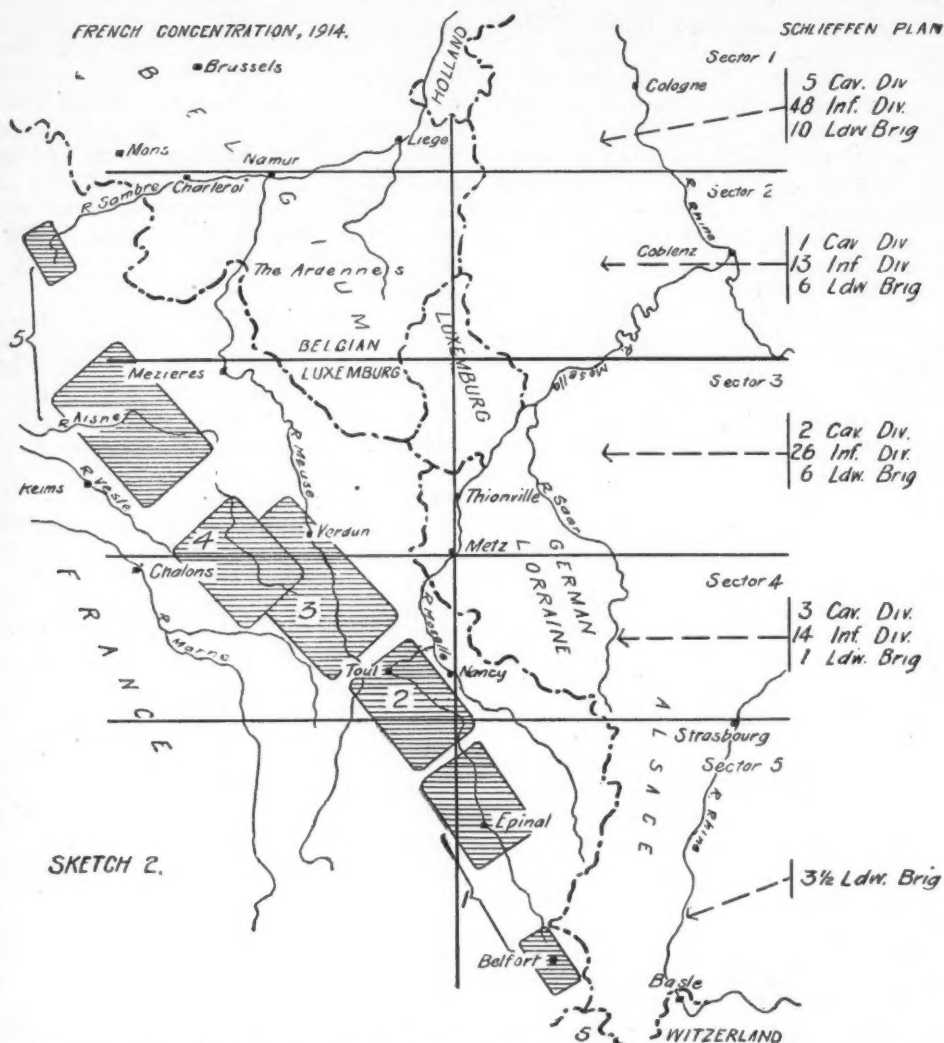 FRENCH CONCENTRATION, 1914.
SCHLIEFFEN PLAN
BELGIUM
Brussels
HOLLAND
Sector 1
Cologne
5 Cav. Div
48 Inf. Div.
10 Ldw Brig
Mons
Namur
Liege
Charleroi
R Sambre
Sector 2
R Rhine
Coblenz
1 Cav Div
13 Inf Div
6 Ldw Brig
The Ardennes
5
BELGIAN
LUXEMBURG
LUXEMBURG
R Moselle
Mezieres
Sector 3
2 Cav Div.
26 Inf. Div.
6 Ldw. Brig
R Aisne
R Meuse
Reims
R Vesle
Thionville
R Saar
Verdun
Metz
4
Chalons
3
GERMAN
LORRAINE
Sector 4
3 Cav. Div.
14 Inf Div.
1 Ldw. Brig
FRANCE
R Marne
R Moselle
Toul
Nancy
2
ALSACE
Strasbourg
Sector 5
R Rhine
Epinal
SKETCH 2.
1
3½ Ldw. Brig
Belfort
Basle
SWITZERLAND